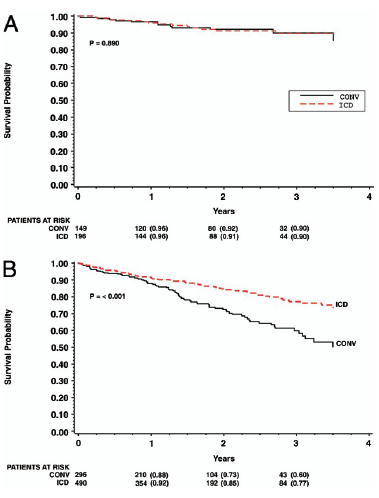 A
1.00
0.90
0.80
0.70
0.60
0.50
0.40
0.30
0.20
0.10
0.00
Survival Probability
P = 0.890
CONV
ICD
0 1 2 3 4
Years
PATIENTS AT RISK
CONV 149 120 (0.96) 80 (0.92) 32 (0.90)
ICD 196 144 (0.96) 88 (0.91) 44 (0.90)
B
1.00
0.90
0.80
0.70
0.60
0.50
0.40
0.30
0.20
0.10
0.00
Survival Probability
P = < 0.001
ICD
CONV
0 1 2 3 4
Years
PATIENTS AT RISK
CONV 296 210 (0.88) 104 (0.73) 43 (0.60)
ICD 490 354 (0.92) 192 (0.85) 84 (0.77)